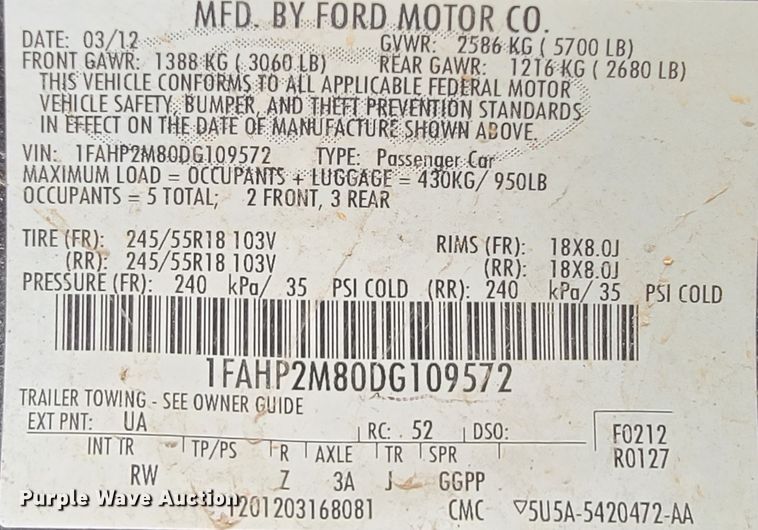 MFD. BY FORD MOTOR CO.
DATE: 03/12 GVWR: 2586 KG ( 5700 LB)
FRONT GAWR: 1388 KG ( 3060 LB) REAR GAWR: 1216 KG ( 2680 LB)
THIS VEHICLE CONFORMS TO ALL APPLICABLE FEDERAL MOTOR
VEHICLE SAFETY, BUMPER, AND THEFT PREVENTION STANDARDS
IN EFFECT ON THE DATE OF MANUFACTURE SHOWN ABOVE.
VIN: 1FAHP2M80DG109572 TYPE: Passenger Car
MAXIMUM LOAD = OCCUPANTS + LUGGAGE = 430KG/ 950LB
OCCUPANTS = 5 TOTAL; 2 FRONT, 3 REAR
TIRE (FR): 245/55R18 103V RIMS (FR): 18X8.0J
(RR): 245/55R18 103V (RR): 18X8.0J
PRESSURE (FR): 240 kPa/ 35 PSI COLD (RR): 240 kPa/ 35 PSI COLD
1FAHP2M80DG109572
TRAILER TOWING - SEE OWNER GUIDE
EXT PNT: UA RC: 52 DSO: F0212
INT TR TP/PS R AXLE TR SPR R0127
RW Z 3A J GGPP
Purple Wave Auction 1201203168081 CMC ▽5U5A-5420472-AA